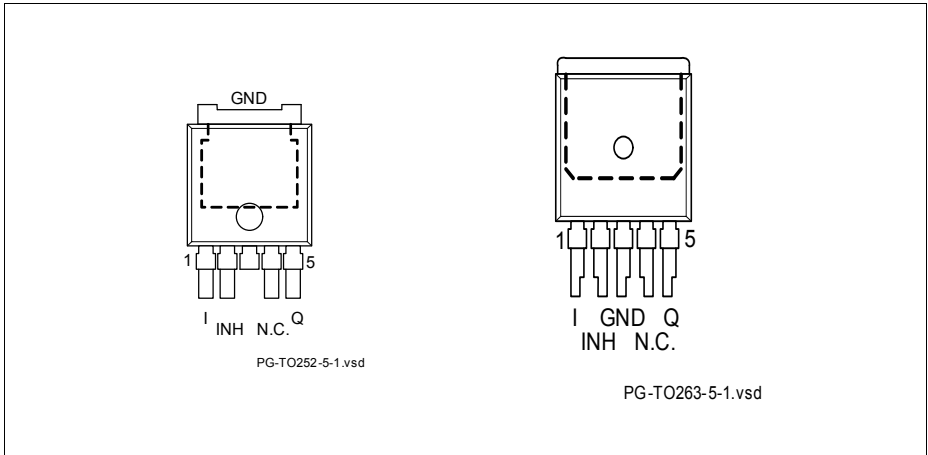 GND
1 5
I INH N.C. Q
PG-TO252-5-1.vsd
1 5
I GND Q
INH N.C.
PG-TO263-5-1.vsd